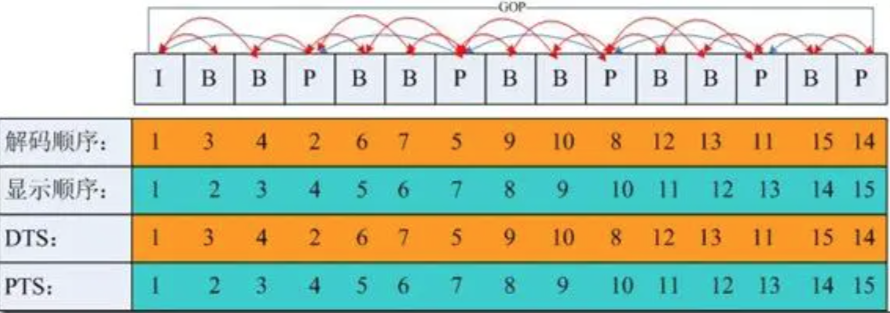 GOP
I B B P B B P B B P B B P B P
解码顺序: 1 3 4 2 6 7 5 9 10 8 12 13 11 15 14
显示顺序: 1 2 3 4 5 6 7 8 9 10 11 12 13 14 15
DTS: 1 3 4 2 6 7 5 9 10 8 12 13 11 15 14
PTS: 1 2 3 4 5 6 7 8 9 10 11 12 13 14 15